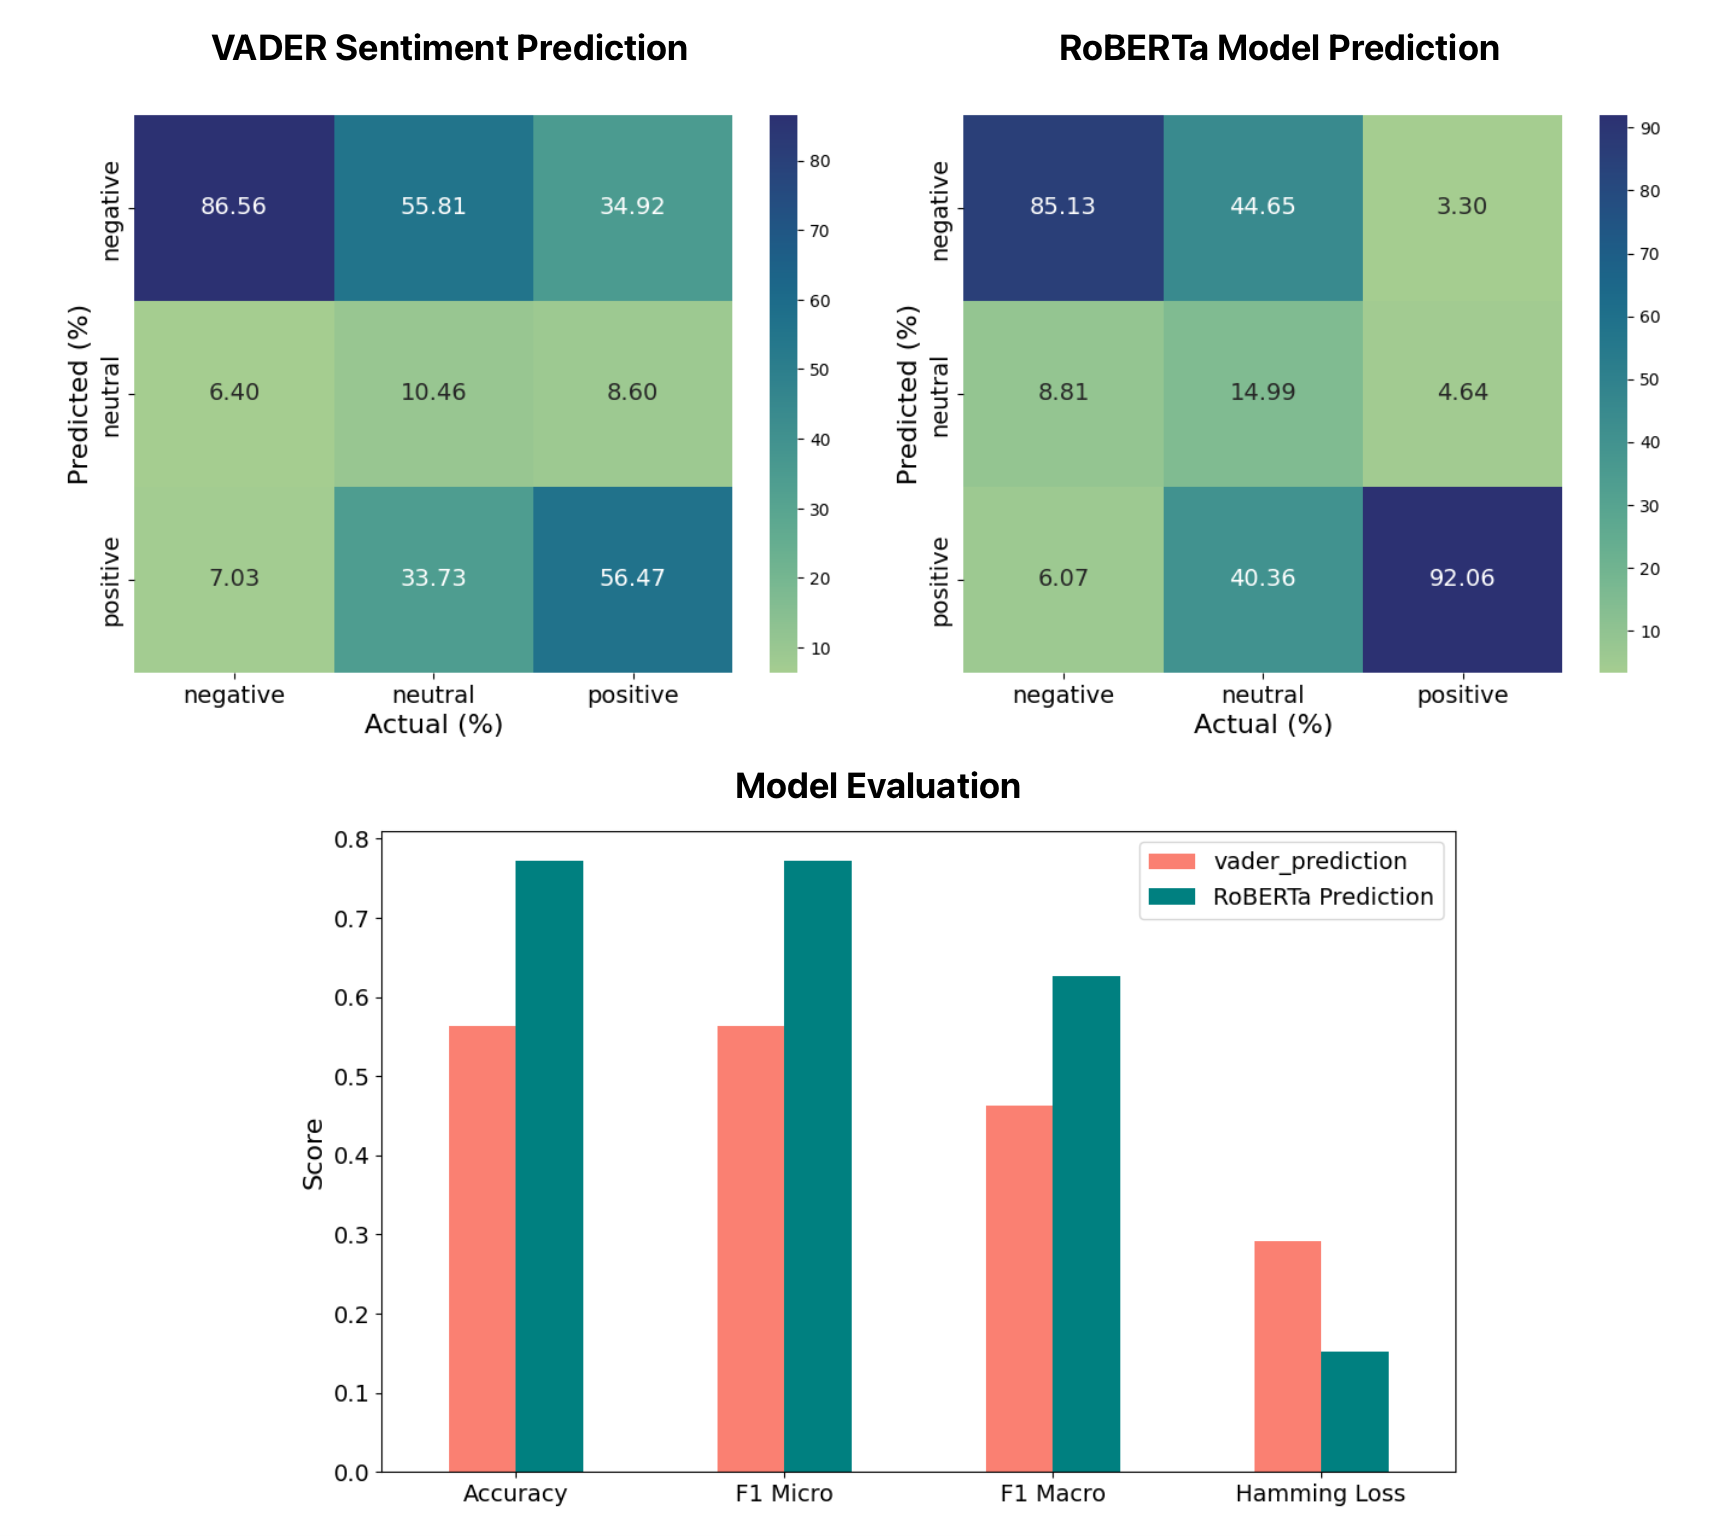 VADER Sentiment Prediction
negative
neutral
positive
Predicted (%)
86.56 55.81 34.92
6.40 10.46 8.60
7.03 33.73 56.47
negative neutral positive
Actual (%)
80
70
60
50
40
30
20
10
RoBERTa Model Prediction
negative
neutral
positive
Predicted (%)
85.13 44.65 3.30
8.81 14.99 4.64
6.07 40.36 92.06
negative neutral positive
Actual (%)
90
80
70
60
50
40
30
20
10
Model Evaluation
vader_prediction
RoBERTa Prediction
Score
0.8
0.7
0.6
0.5
0.4
0.3
0.2
0.1
0.0
Accuracy F1 Micro F1 Macro Hamming Loss